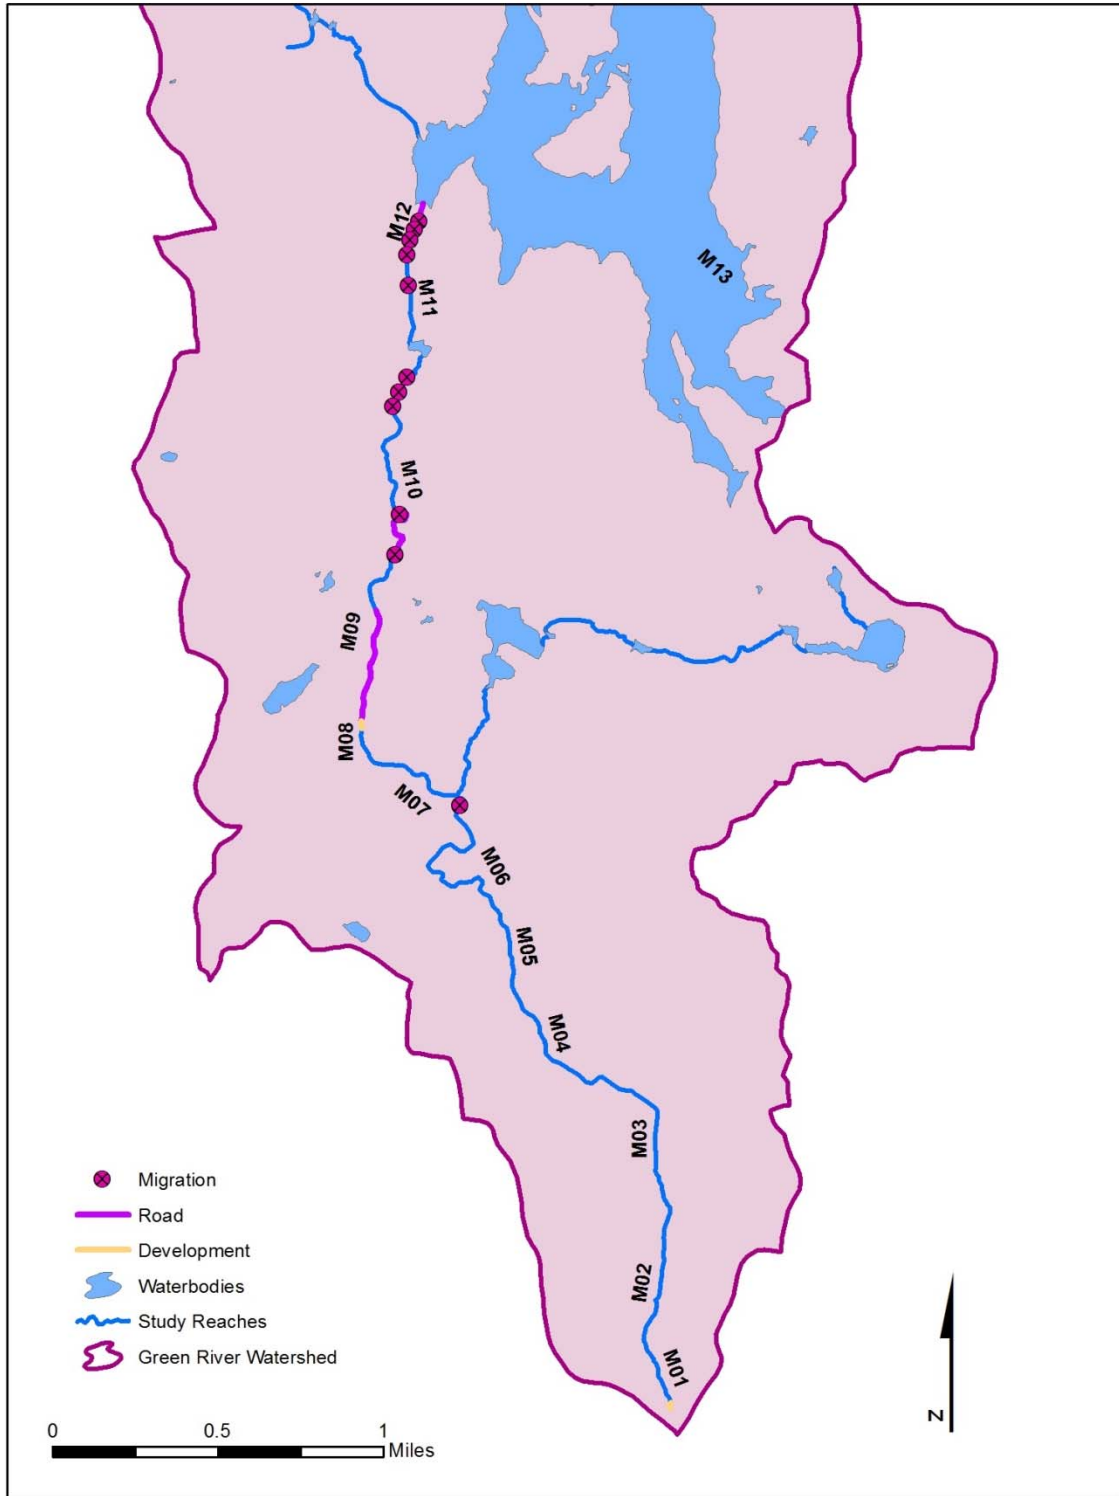 M12
M13
M11
M10
M09
M08
M07
M06
M05
M04
M03
M02
M01
Migration
Road
Development
Waterbodies
Study Reaches
Green River Watershed
0 0.5 1
Miles
N